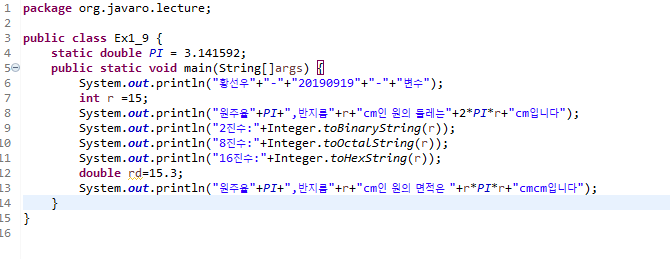 1 package org.javaro.lecture;
2
3 public class Ex1_9 {
4 static double PI = 3.141592;
5 public static void main(String[]args) {
6 System.out.println("황선우"+"-"+"20190919"+"-"+"변수");
7 int r =15;
8 System.out.println("원주율"+PI+",반지름"+r+"cm인 원의 둘레는"+2*PI*r+"cm입니다");
9 System.out.println("2진수:"+Integer.toBinaryString(r));
10 System.out.println("8진수:"+Integer.toOctalString(r));
11 System.out.println("16진수:"+Integer.toHexString(r));
12 double rd=15.3;
13 System.out.println("원주율"+PI+",반지름"+r+"cm인 원의 면적은 "+r*PI*r+"cmcm입니다");
14 }
15 }
16